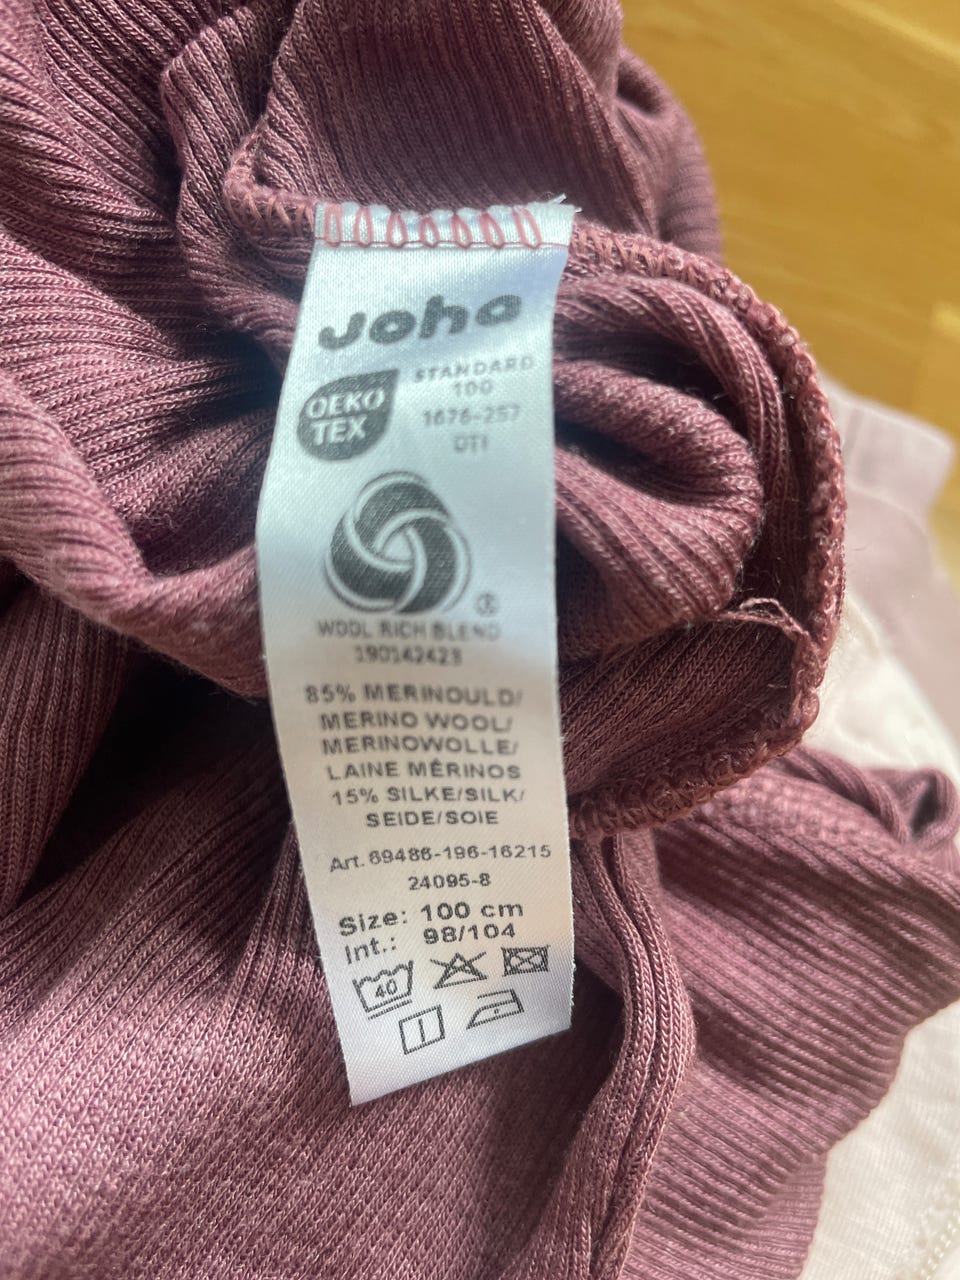 Joha
OEKO
TEX
STANDARD
100
1676-257
DTI
®
WOOL RICH BLEND
190142423
85% MERINOULD/
MERINO WOOL/
MERINOWOLLE/
LAINE MÉRINOS
15% SILKE/SILK/
SEIDE/SOIE
Art. 69486-196-16215
24095-8
Size: 100 cm
Int.: 98/104
40